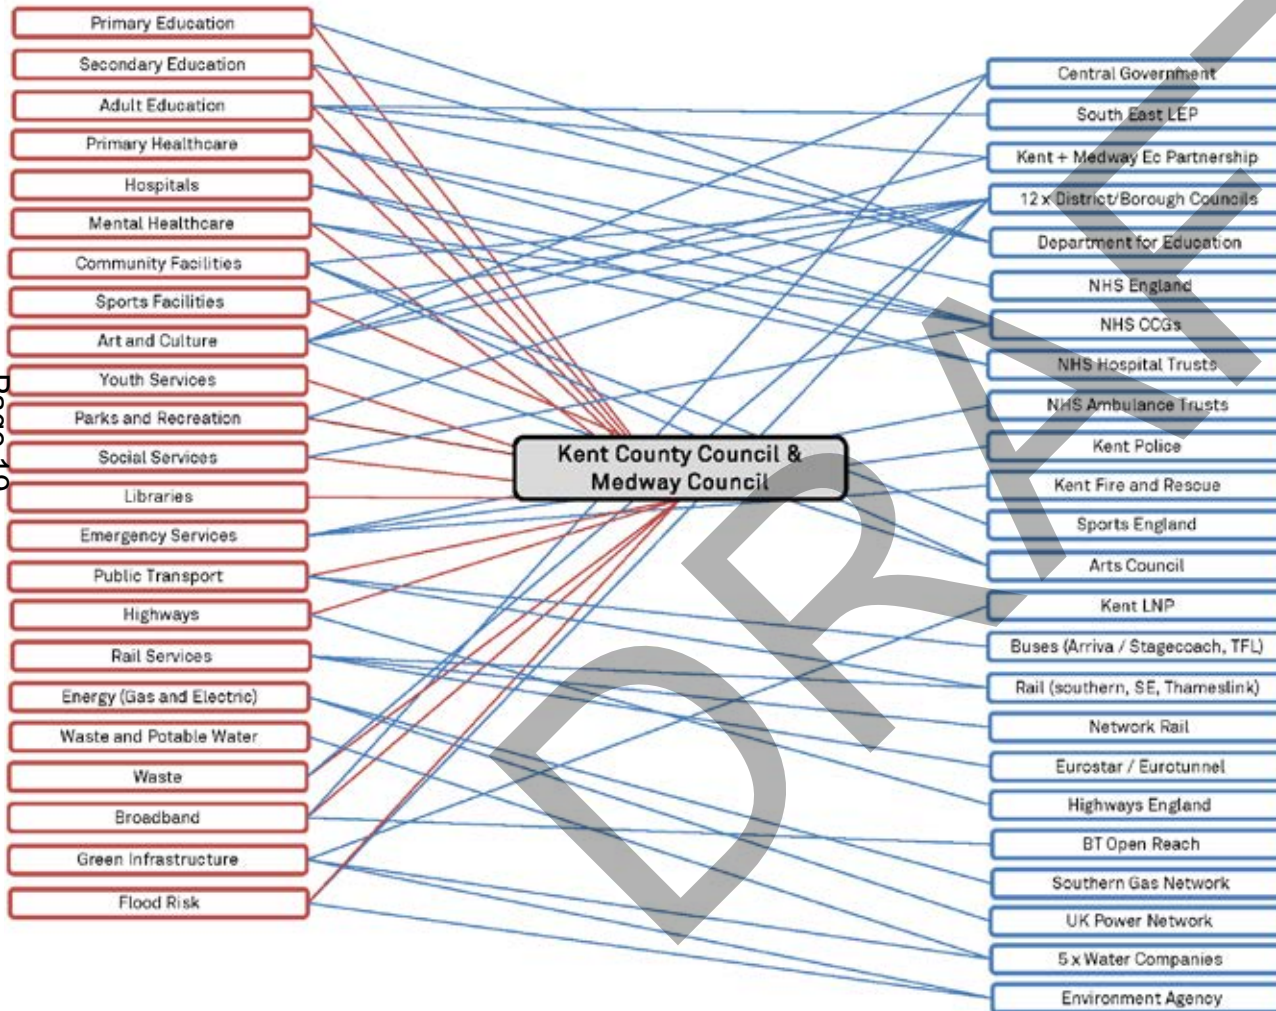 Primary Education
Secondary Education
Adult Education
Primary Healthcare
Hospitals
Mental Healthcare
Community Facilities
Sports Facilities
Art and Culture
Youth Services
Parks and Recreation
Social Services
Libraries
Emergency Services
Public Transport
Highways
Rail Services
Energy (Gas and Electric)
Waste and Potable Water
Waste
Broadband
Green Infrastructure
Flood Risk
Kent County Council &
Medway Council
Central Government
South East LEP
Kent + Medway Ec Partnership
12 x District/Borough Councils
Department for Education
NHS England
NHS CCGs
NHS Hospital Trusts
NHS Ambulance Trusts
Kent Police
Kent Fire and Rescue
Sports England
Arts Council
Kent LNP
Buses (Arriva / Stagecoach, TFL)
Rail (southern, SE, Thameslink)
Network Rail
Eurostar / Eurotunnel
Highways England
BT Open Reach
Southern Gas Network
UK Power Network
5 x Water Companies
Environment Agency
DRAFT